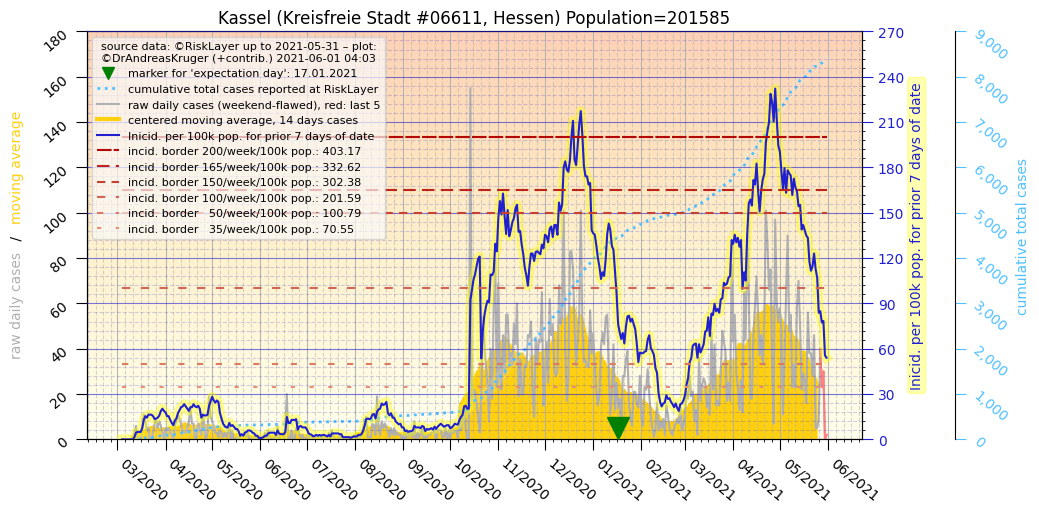 Kassel (Kreisfreie Stadt #06611, Hessen) Population=201585
source data: ©RiskLayer up to 2021-05-31 – plot:
©DrAndreasKruger (+contrib.) 2021-06-01 04:03
marker for 'expectation day': 17.01.2021
cumulative total cases reported at RiskLayer
raw daily cases (weekend-flawed), red: last 5
centered moving average, 14 days cases
Inicid. per 100k pop. for prior 7 days of date
incid. border 200/week/100k pop.: 403.17
incid. border 165/week/100k pop.: 332.62
incid. border 150/week/100k pop.: 302.38
incid. border 100/week/100k pop.: 201.59
incid. border   50/week/100k pop.: 100.79
incid. border   35/week/100k pop.: 70.55
raw daily cases / moving average
180
160
140
120
100
80
60
40
20
0
270
240
210
180
150
120
90
60
30
0
Inicid. per 100k pop. for prior 7 days of date
9,000
8,000
7,000
6,000
5,000
4,000
3,000
2,000
1,000
0
cumulative total cases
03/2020
04/2020
05/2020
06/2020
07/2020
08/2020
09/2020
10/2020
11/2020
12/2020
01/2021
02/2021
03/2021
04/2021
05/2021
06/2021